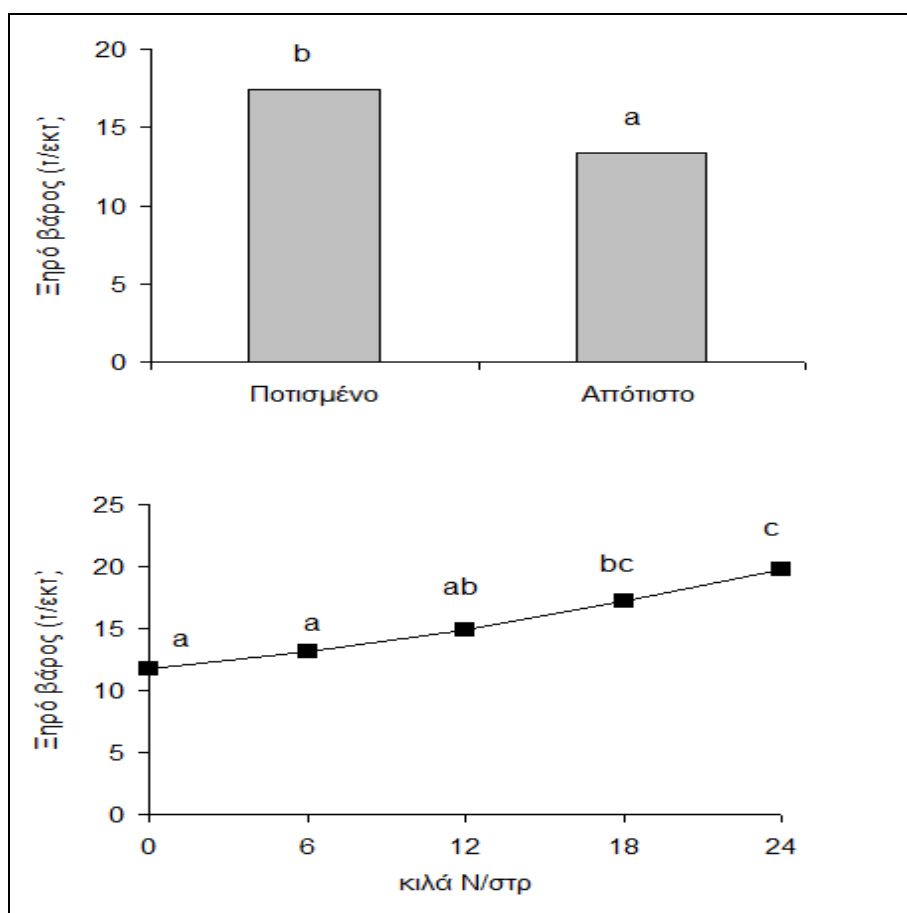 Ξηρό βάρος (τ/εκτ)
20
15
10
5
0
b
a
Ποτισμένο
Απότιστο
Ξηρό βάρος (τ/εκτ)
25
20
15
10
5
0
a
a
ab
bc
c
0 6 12 18 24
κιλά Ν/στρ